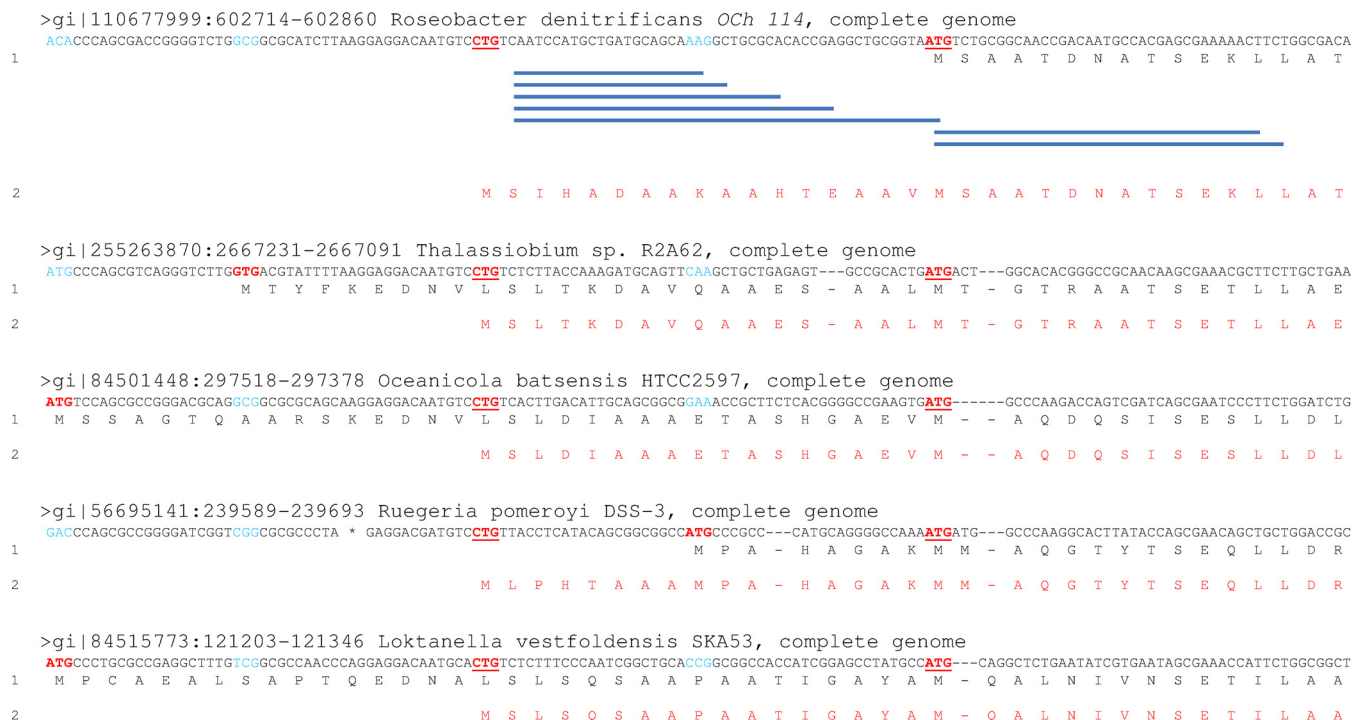 >gi|110677999:602714-602860 Roseobacter denitrificans OCh 114, complete genome
ACACCCAGCGACCGGGGTCTGGCGGCGCATCTTAAGGAGGACAATGTCCTGTCAATCCATGCTGATGCAGCAAAGGCTGCGCACACCGAGGCTGCGGTAATGTCTGCGGCAACCGACAATGCCACGAGCGAAAAACTTCTGGCGACA
1 M S A A T D N A T S E K L L A T
2 M S I H A D A A K A A H T E A A V M S A A T D N A T S E K L L A T
>gi|255263870:2667231-2667091 Thalassiobium sp. R2A62, complete genome
ATGCCCAGCGTCAGGGTCTTGGTGACGTATTTTAAGGAGGACAATGTCCTGTCTCTTACCAAAGATGCAGTTCAAGCTGCTGAGAGT---GCCGCACTGATGACT---GGCACACGGGCCGCAACAAGCGAAACGCTTCTTGCTGAA
1 M T Y F K E D N V L S L T K D A V Q A A E S - A A L M T - G T R A A T S E T L L A E
2 M S L T K D A V Q A A E S - A A L M T - G T R A A T S E T L L A E
>gi|84501448:297518-297378 Oceanicola batsensis HTCC2597, complete genome
ATGTCCAGCGCCGGGACGCAGGCGGCGCGCAGCAAGGAGGACAATGTCCTGTCACTTGACATTGCAGCGGCGGAAACCGCTTCTCACGGGGCCGAAGTGATG------GCCCAAGACCAGTCGATCAGCGAATCCCTTCTGGATCTG
1 M S S A G T Q A A R S K E D N V L S L D I A A A E T A S H G A E V M - - A Q D Q S I S E S L L D L
2 M S L D I A A A E T A S H G A E V M - - A Q D Q S I S E S L L D L
>gi|56695141:239589-239693 Ruegeria pomeroyi DSS-3, complete genome
GACCCCAGCGCCGGGGATCGGTCGGCGCGCCCTA * GAGGACGATGTCCTGTTACCTCATACAGCGGCGGCCATGCCCGCC---CATGCAGGGGCCAAAATGATG---GCCCAAGGCACTTATACCAGCGAACAGCTGCTGGACCGC
1 M P A - H A G A K M M - A Q G T Y T S E Q L L D R
2 M L P H T A A A M P A - H A G A K M M - A Q G T Y T S E Q L L D R
>gi|84515773:121203-121346 Loktanella vestfoldensis SKA53, complete genome
ATGCCCTGCGCCGAGGCTTTGTCGGCGCCAACCCAGGAGGACAATGCACTGTCTCTTTCCCAATCGGCTGCACCGGCGGCCACCATCGGAGCCTATGCCATG---CAGGCTCTGAATATCGTGAATAGCGAAACCATTCTGGCGGCT
1 M P C A E A L S A P T Q E D N A L S L S Q S A A P A A T I G A Y A M - Q A L N I V N S E T I L A A
2 M S L S Q S A A P A A T I G A Y A M - Q A L N I V N S E T I L A A